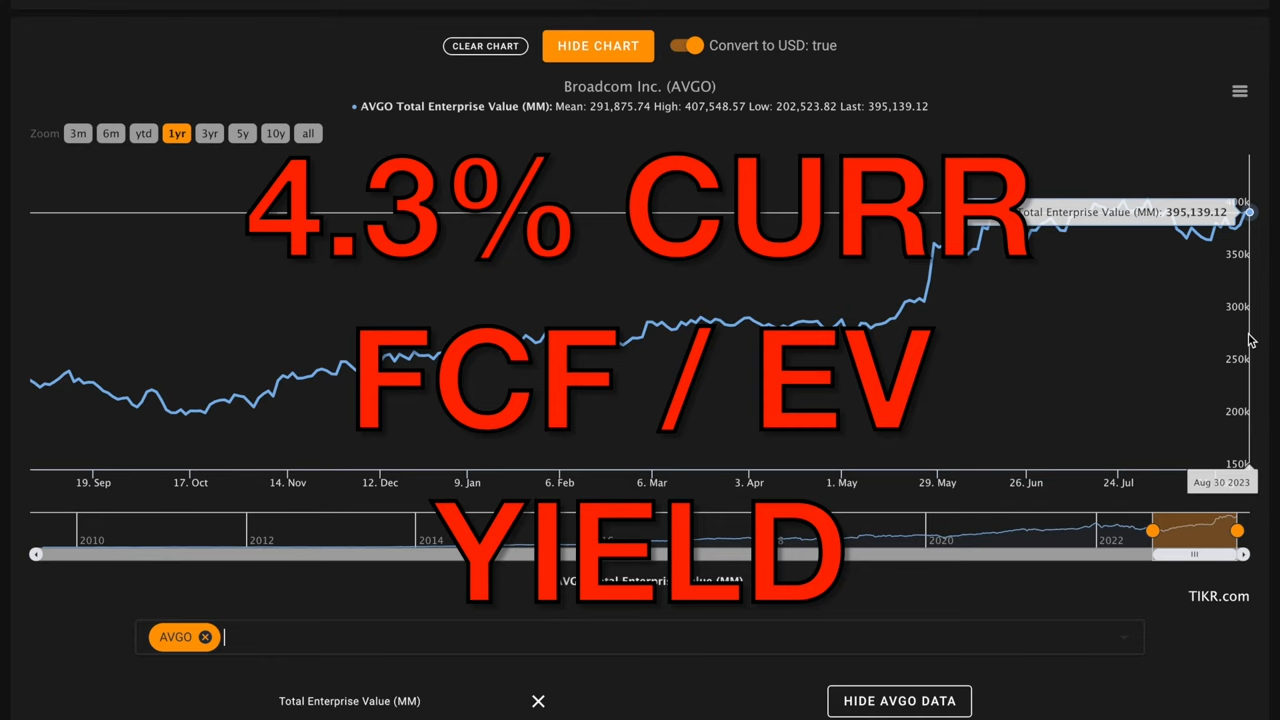 CLEAR CHART
HIDE CHART
Convert to USD: true
Broadcom Inc. (AVGO)
AVGO Total Enterprise Value (MM): Mean: 291,875.74 High: 407,548.57 Low: 202,523.82 Last: 395,139.12
Zoom 3m 6m ytd 1yr 3yr 5y 10y all
4.3% CURR
FCF / EV
YIELD
Total Enterprise Value (MM): 395,139.12
350k
300k
250k
200k
150k
19. Sep 17. Oct 14. Nov 12. Dec 9. Jan 6. Feb 6. Mar 3. Apr 1. May 29. May 26. Jun 24. Jul Aug 30 2023
2010 2012 2014 2020 2022
TIKR.com
AVGO
Total Enterprise Value (MM)
HIDE AVGO DATA